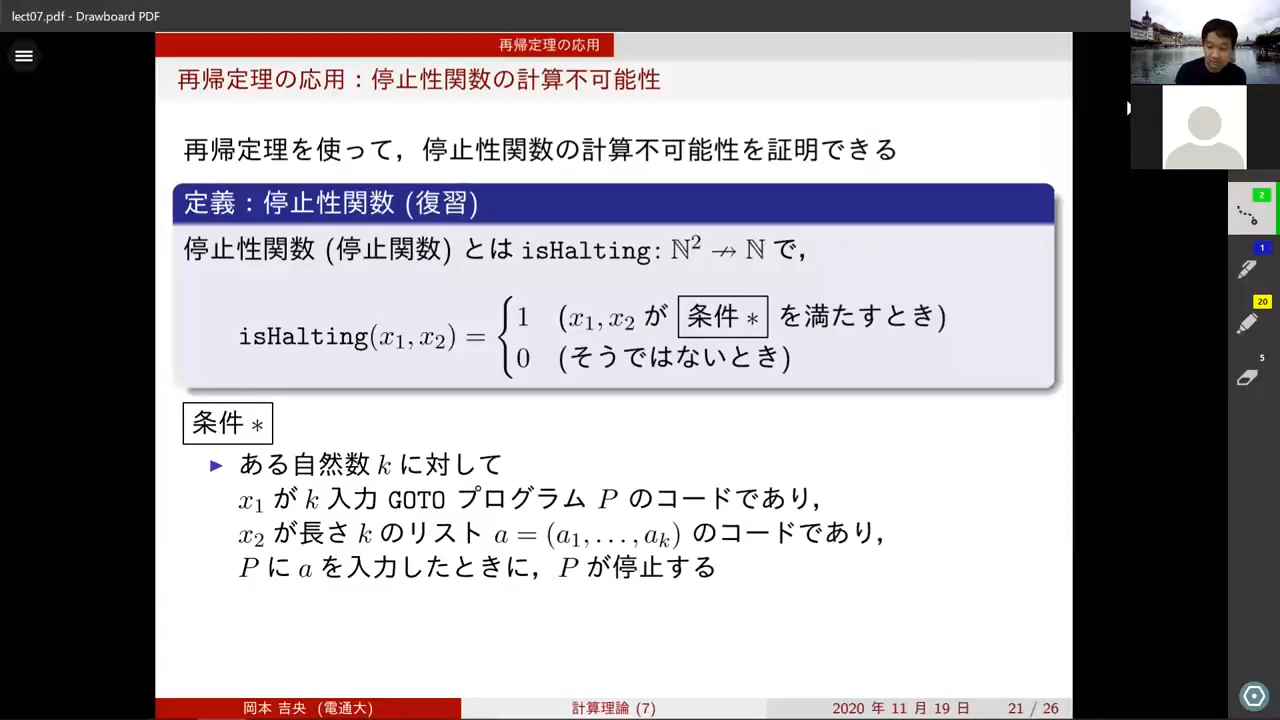 lect07.pdf - Drawboard PDF
再帰定理の応用
再帰定理の応用：停止性関数の計算不可能性
再帰定理を使って，停止性関数の計算不可能性を証明できる
定義：停止性関数 (復習)
停止性関数 (停止関数) とは isHalting: ℕ² ⇸ ℕ で，
isHalting(x₁, x₂) = { 1 (x₁, x₂ が 条件 * を満たすとき)
0 (そうではないとき)
条件 *
▶ ある自然数 k に対して
x₁ が k 入力 GOTO プログラム P のコードであり，
x₂ が長さ k のリスト a = (a₁, . . . , aₖ) のコードであり，
P に a を入力したときに，P が停止する
岡本 吉央 (電通大) 計算理論 (7) 2020 年 11 月 19 日 21 / 26
2
1
20
5